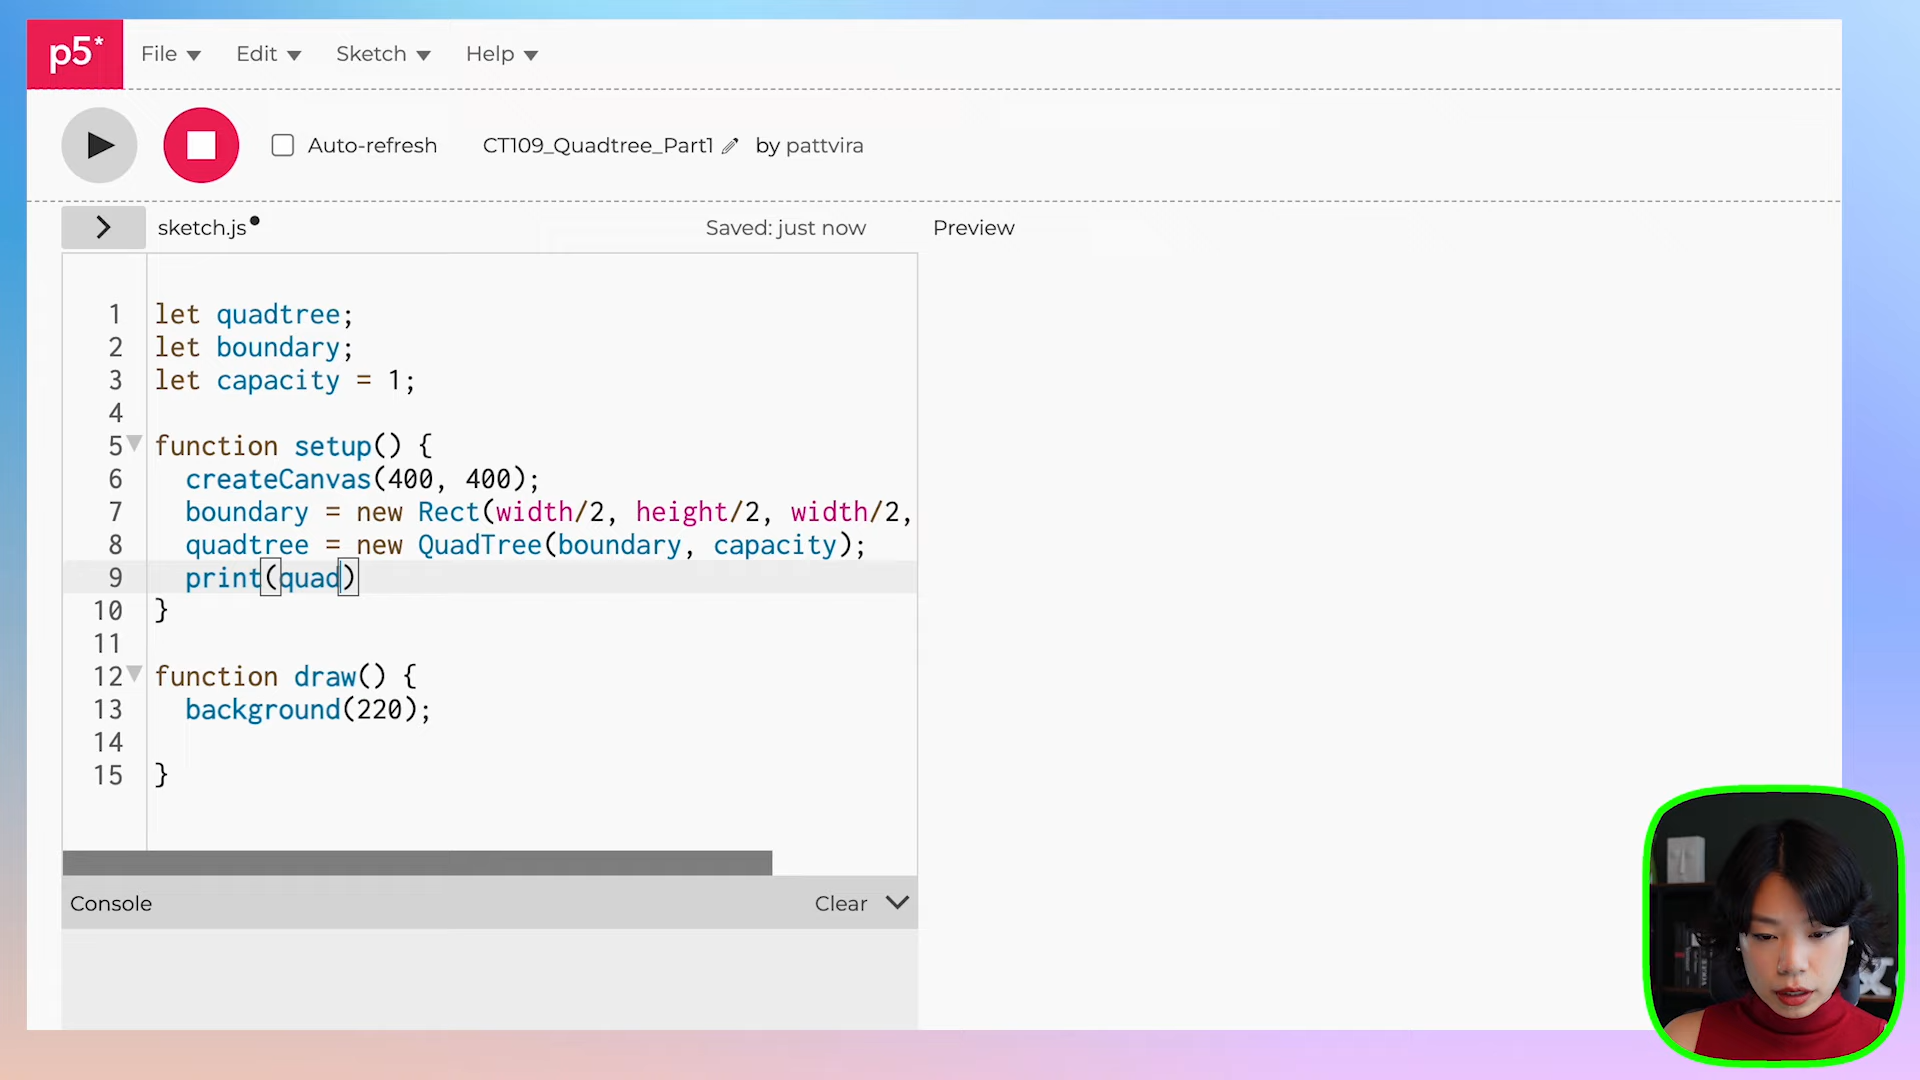 p5*
File Edit Sketch Help
Auto-refresh CT109_Quadtree_Part1 by pattvira
sketch.js Saved: just now Preview
1 let quadtree;
2 let boundary;
3 let capacity = 1;
4
5 function setup() {
6 createCanvas(400, 400);
7 boundary = new Rect(width/2, height/2, width/2,
8 quadtree = new QuadTree(boundary, capacity);
9 print(quad)
10 }
11
12 function draw() {
13 background(220);
14
15 }
Console Clear